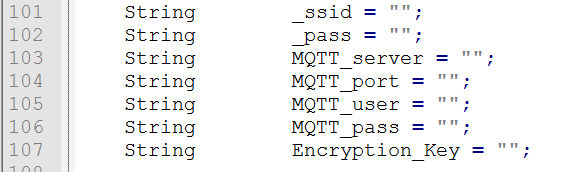 101 String _ssid = "";
102 String _pass = "";
103 String MQTT_server = "";
104 String MQTT_port = "";
105 String MQTT_user = "";
106 String MQTT_pass = "";
107 String Encryption_Key = "";